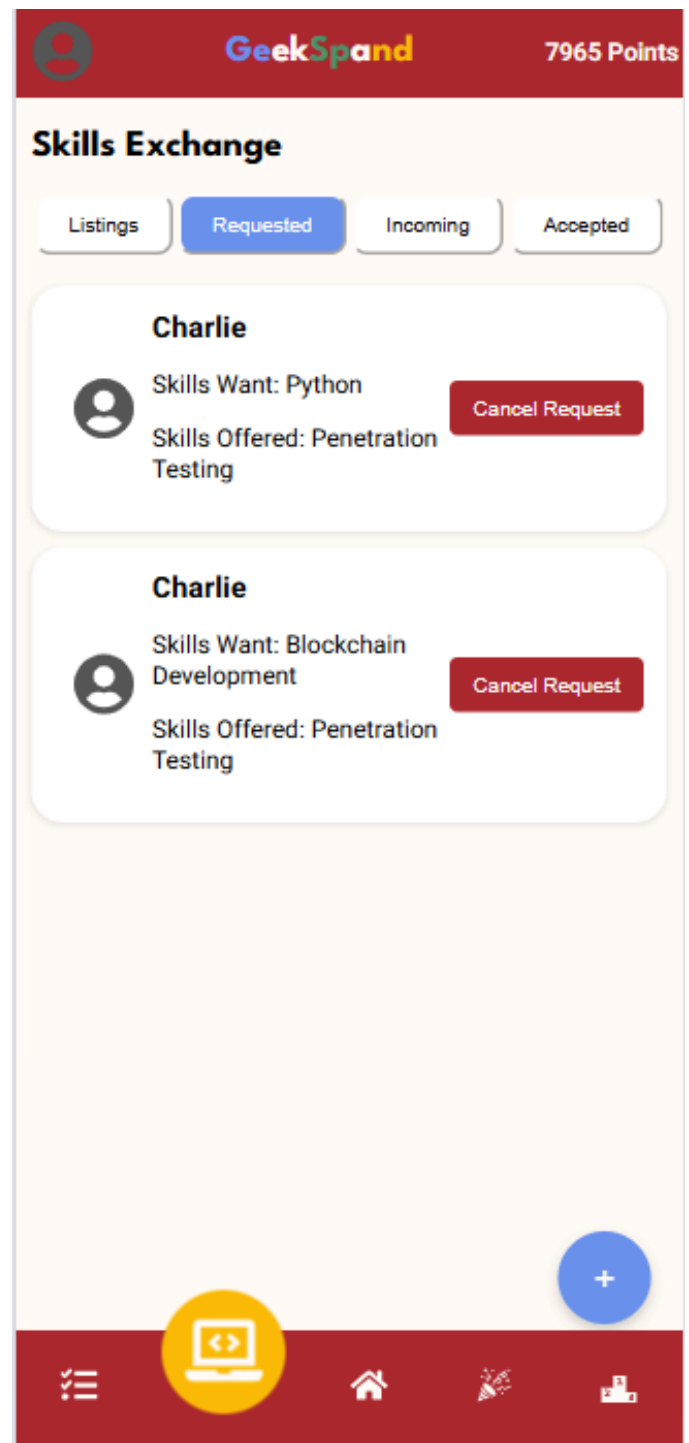 GeekSpand
7965 Points
Skills Exchange
Listings
Requested
Incoming
Accepted
Charlie
Skills Want: Python
Skills Offered: Penetration
Testing
Cancel Request
Charlie
Skills Want: Blockchain
Development
Skills Offered: Penetration
Testing
Cancel Request
+